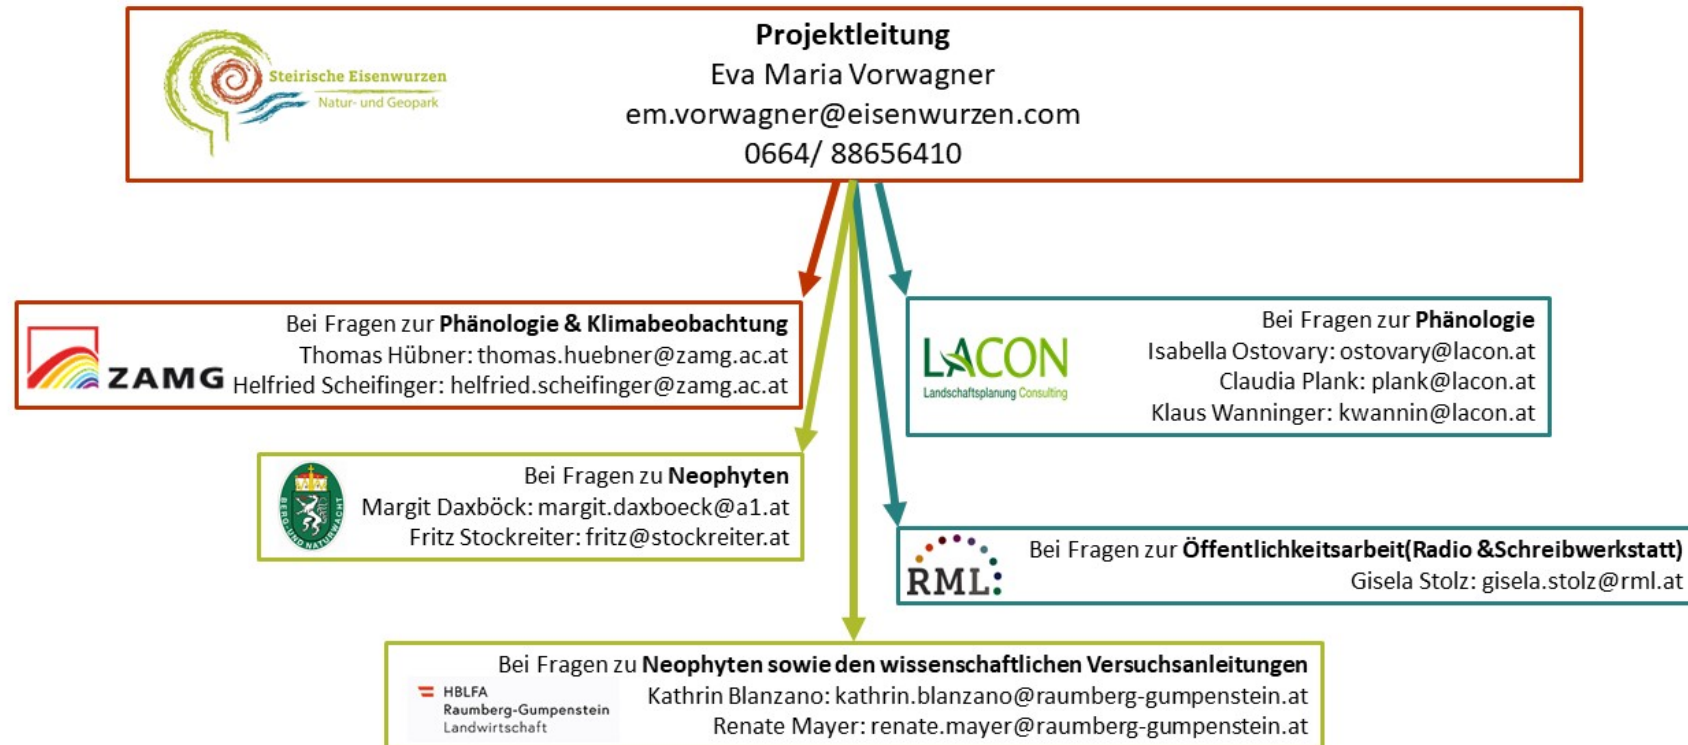 Projektleitung
Eva Maria Vorwagner
em.vorwagner@eisenwurzen.com
0664/ 88656410
Steirische Eisenwurzen
Natur- und Geopark
Bei Fragen zur Phänologie & Klimabeobachtung
Thomas Hübner: thomas.huebner@zamg.ac.at
Helfried Scheifinger: helfried.scheifinger@zamg.ac.at
ZAMG
Bei Fragen zur Phänologie
Isabella Ostovary: ostovary@lacon.at
Claudia Plank: plank@lacon.at
Klaus Wanninger: kwannin@lacon.at
LACON
Landschaftsplanung Consulting
Bei Fragen zu Neophyten
Margit Daxböck: margit.daxboeck@a1.at
Fritz Stockreiter: fritz@stockreiter.at
BERG- UND NATURWACHT
Bei Fragen zur Öffentlichkeitsarbeit(Radio &Schreibwerkstatt)
Gisela Stolz: gisela.stolz@rml.at
RML
Bei Fragen zu Neophyten sowie den wissenschaftlichen Versuchsanleitungen
Kathrin Blanzano: kathrin.blanzano@raumberg-gumpenstein.at
Renate Mayer: renate.mayer@raumberg-gumpenstein.at
HBLFA
Raumberg-Gumpenstein
Landwirtschaft